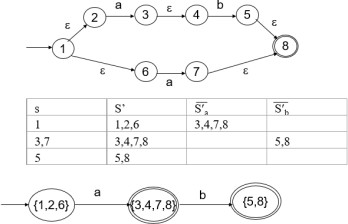 ε 2 a 3 ε 4 b 5 ε
1 8
ε 6 a 7 ε
s S' S'a S'b
1 1,2,6 3,4,7,8
3,7 3,4,7,8 5,8
5 5,8
{1,2,6} a {3,4,7,8} b {5,8}